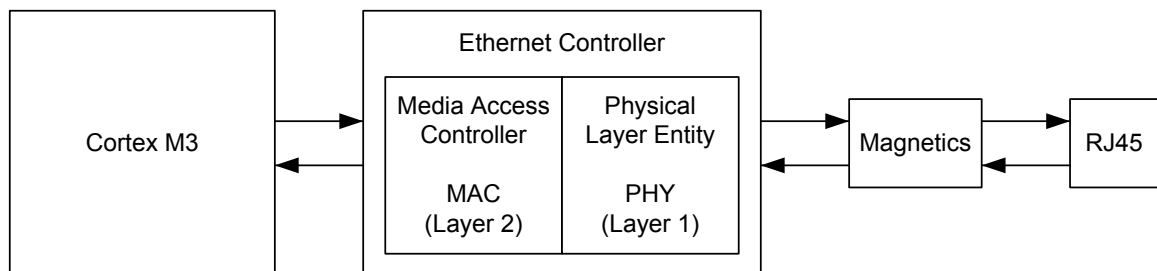 Ethernet Controller
Cortex M3
Media Access
Controller
MAC
(Layer 2)
Physical
Layer Entity
PHY
(Layer 1)
Magnetics
RJ45